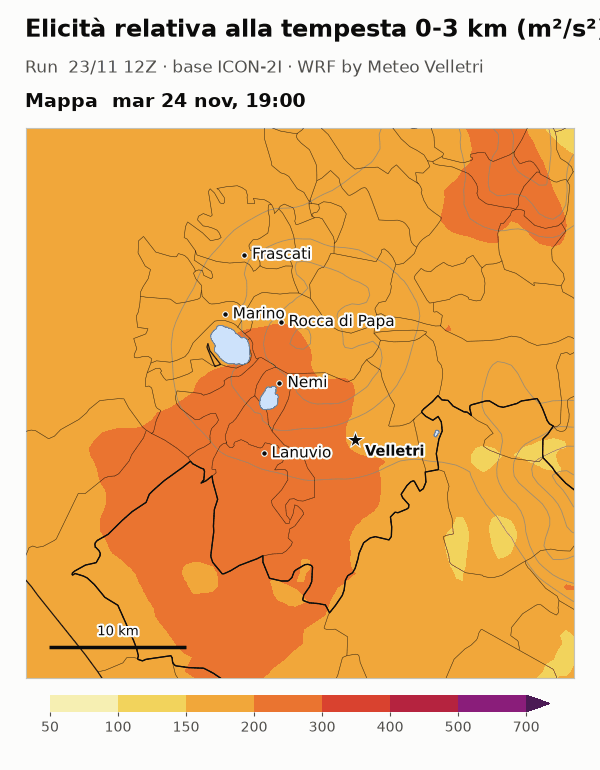 Elicità relativa alla tempesta 0-3 km (m²/s²)
Run 23/11 12Z · base ICON-2I · WRF by Meteo Velletri
Mappa mar 24 nov, 19:00
Frascati
Marino
Rocca di Papa
Nemi
Velletri
Lanuvio
10 km
50 100 150 200 300 400 500 700